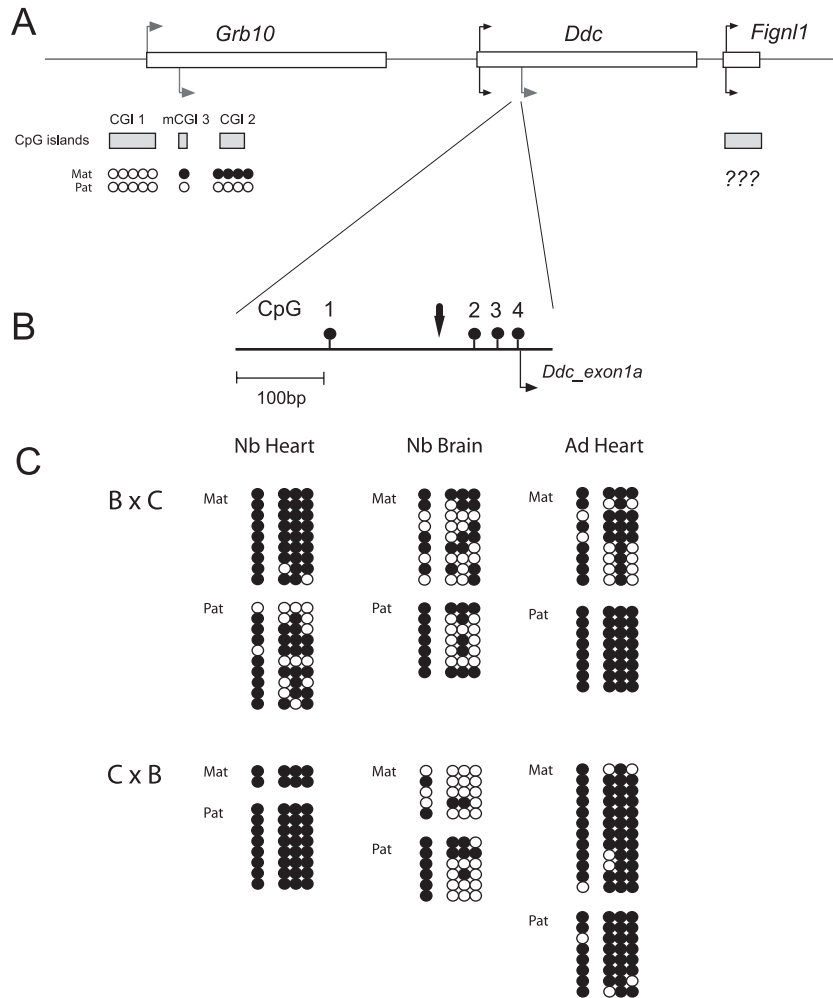 A
Grb10
Ddc
Fignl1
CGI 1 mCGI 3 CGI 2
CpG islands
Mat
Pat
???
B
CpG 1 2 3 4
100bp
Ddc_exon1a
C
Nb Heart Nb Brain Ad Heart
B x C
Mat Mat Mat
Pat Pat Pat
C x B
Mat Mat Mat
Pat Pat
Pat